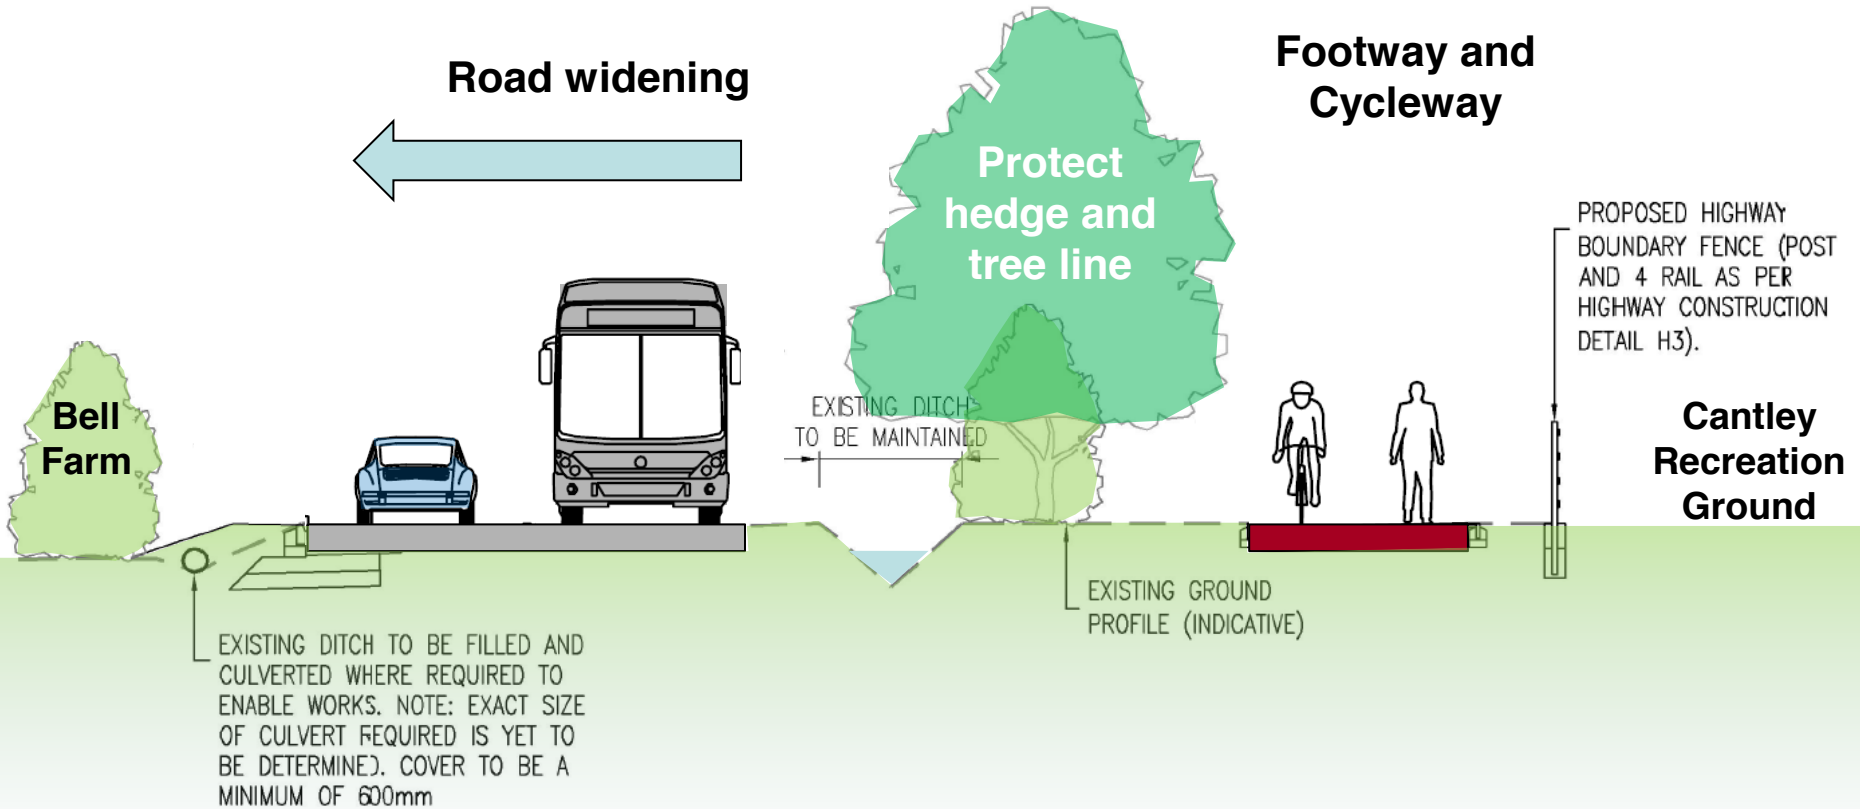 Road widening
Footway and
Cycleway
Protect
hedge and
tree line
PROPOSED HIGHWAY
BOUNDARY FENCE (POST
AND 4 RAIL AS PER
HIGHWAY CONSTRUCTION
DETAIL H3).
Bell
Farm
EXISTING DITCH
TO BE MAINTAINED
Cantley
Recreation
Ground
EXISTING GROUND
PROFILE (INDICATIVE)
EXISTING DITCH TO BE FILLED AND
CULVERTED WHERE REQUIRED TO
ENABLE WORKS. NOTE: EXACT SIZE
OF CULVERT REQUIRED IS YET TO
BE DETERMINED. COVER TO BE A
MINIMUM OF 600mm